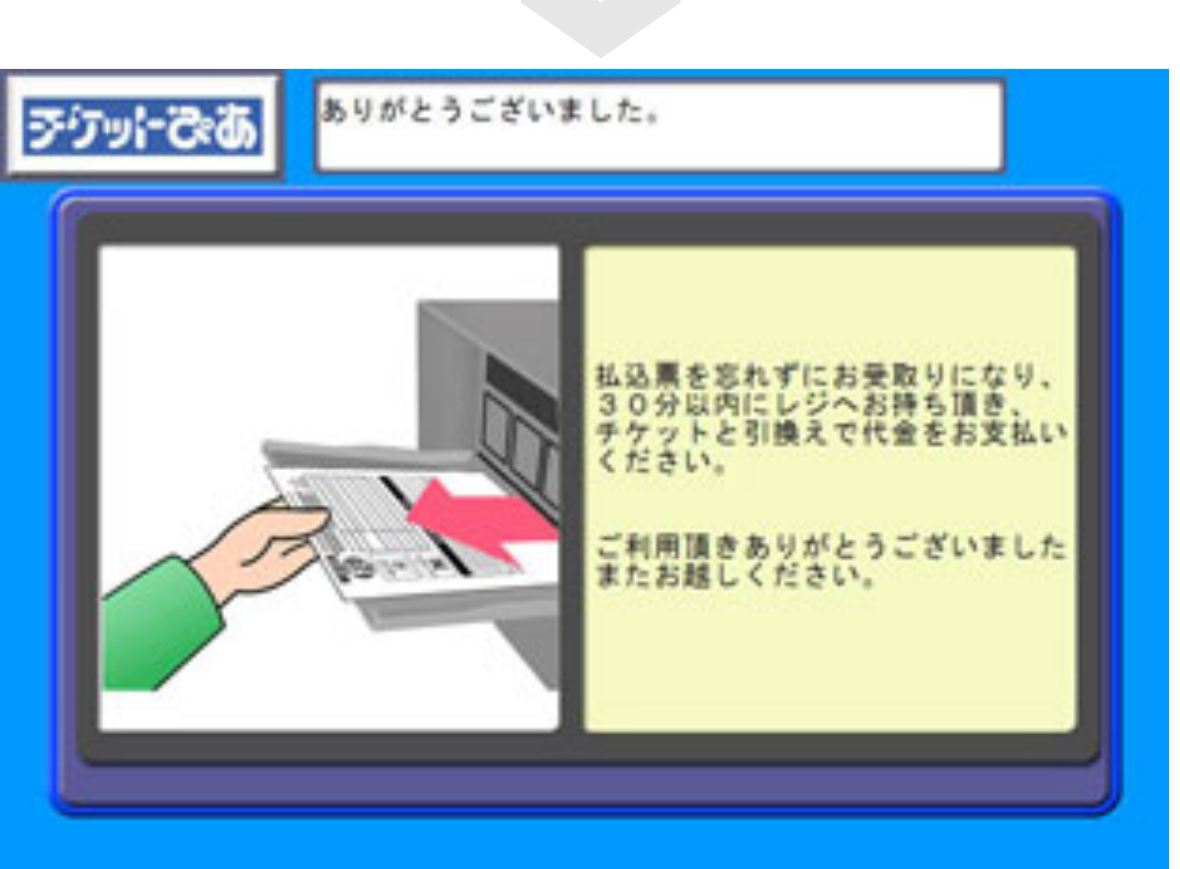 チケットぴあ
ありがとうございました。
払込票を忘れずにお受取りになり、
30分以内にレジへお持ち頂き、
チケットと引換えで代金をお支払い
ください。
ご利用頂きありがとうございました
またお越しください。